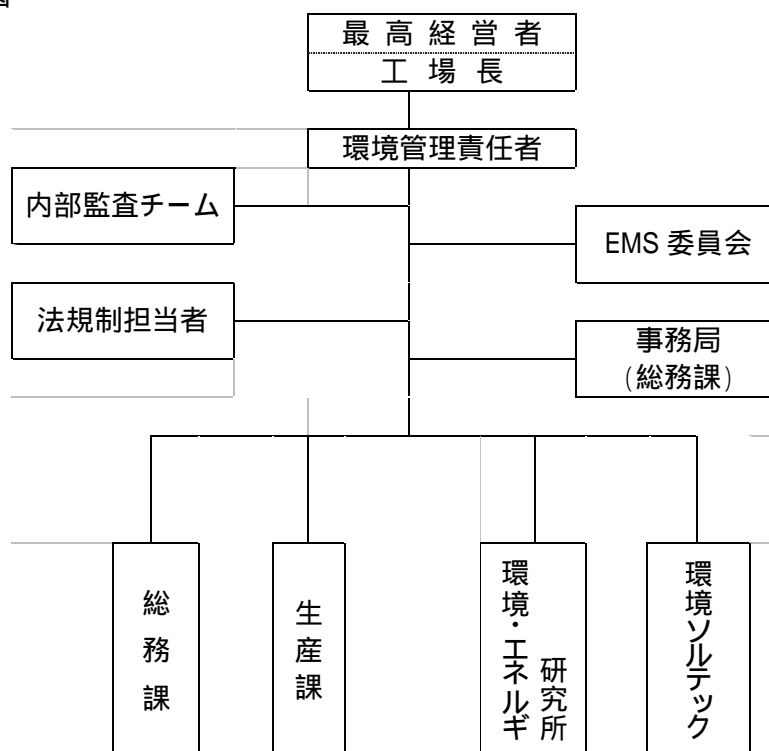 最高経営者
工場長
環境管理責任者
内部監査チーム
EMS 委員会
法規制担当者
事務局
(総務課)
総務課
生産課
環境・エネルギ
研究所
環境ソルテック